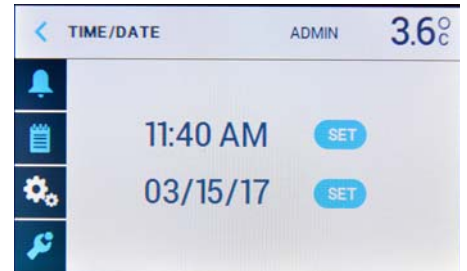 TIME/DATE ADMIN 3.6°C
11:40 AM SET
03/15/17 SET